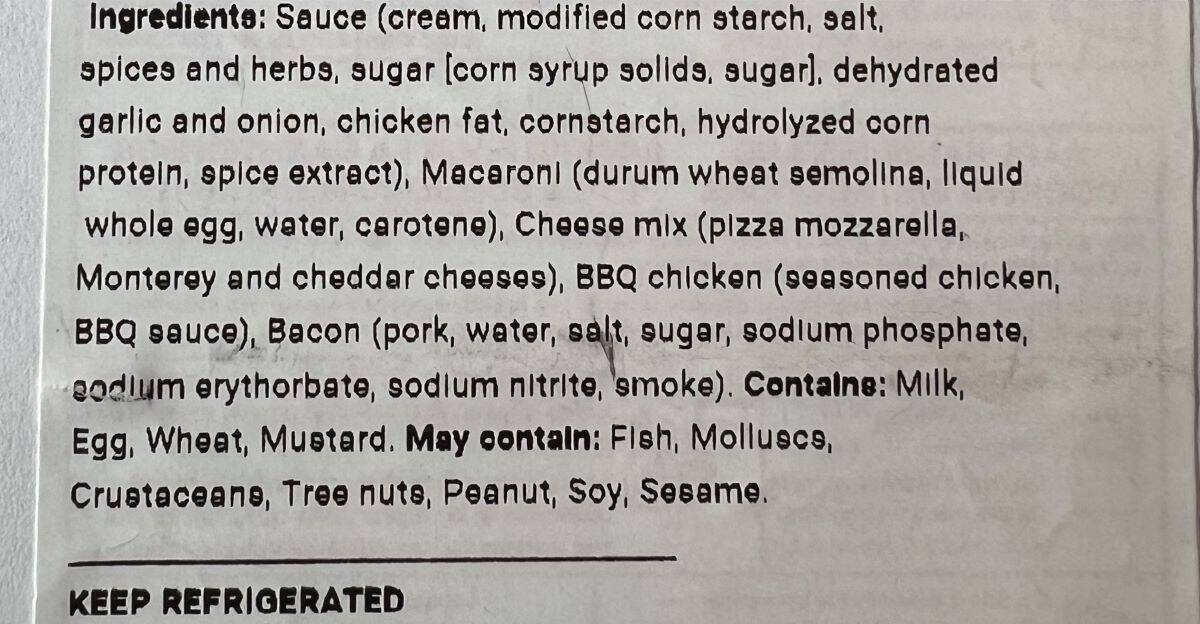 Ingredients: Sauce (cream, modified corn starch, salt,
spices and herbs, sugar [corn syrup solids, sugar], dehydrated
garlic and onion, chicken fat, cornstarch, hydrolyzed corn
protein, spice extract), Macaroni (durum wheat semolina, liquid
whole egg, water, carotene), Cheese mix (pizza mozzarella,
Monterey and cheddar cheeses), BBQ chicken (seasoned chicken,
BBQ sauce), Bacon (pork, water, salt, sugar, sodium phosphate,
sodium erythorbate, sodium nitrite, smoke). Contains: Milk,
Egg, Wheat, Mustard. May contain: Fish, Molluscs,
Crustaceans, Tree nuts, Peanut, Soy, Sesame.
KEEP REFRIGERATED